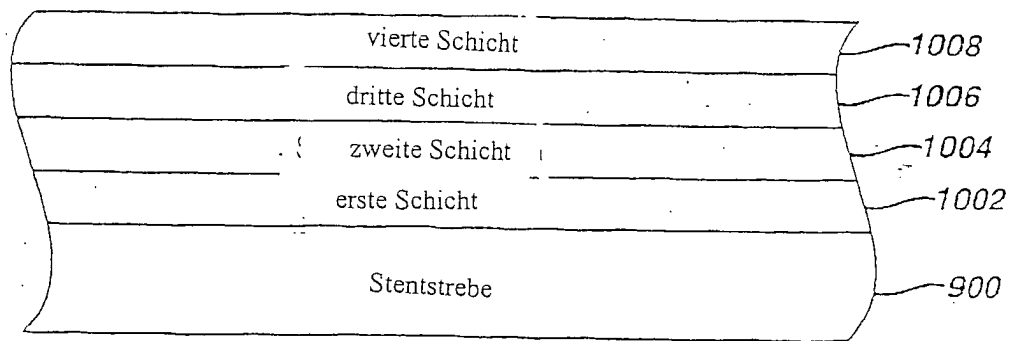 vierte Schicht 1008
dritte Schicht 1006
zweite Schicht 1004
erste Schicht 1002
Stentstrebe 900